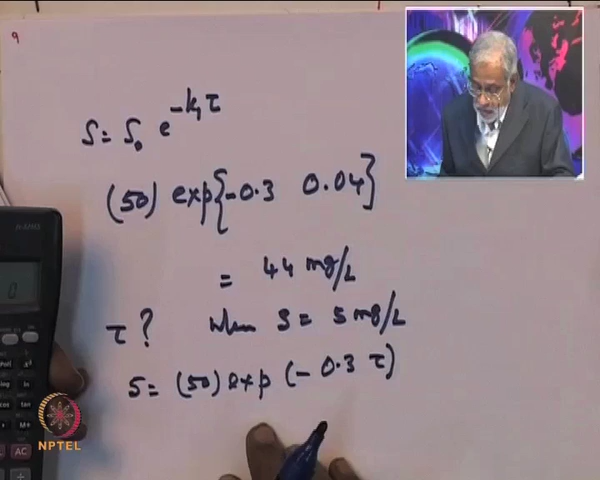 9
S = S₀ e^(-k₁τ)
(50) exp{-0.3 0.04}
= 44 mg/L
τ? When S = 5 mg/L
5 = (50) exp (-0.3 τ)
NPTEL
AC